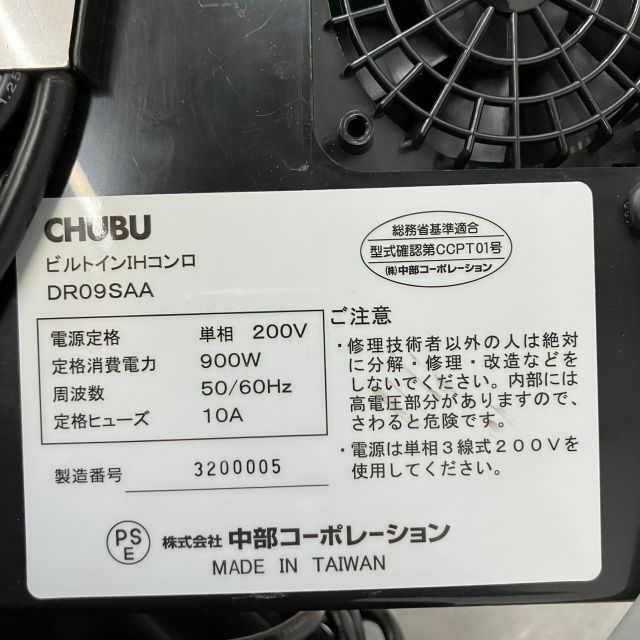 1.25
CHUBU
ビルトインIHコンロ
DR09SAA
総務省基準適合
型式確認第CCPT01号
(株)中部コーポレーション
電源定格 単相 200V
定格消費電力 900W
周波数 50/60Hz
定格ヒューズ 10A
製造番号 3200005
ご注意
・修理技術者以外の人は絶対
に分解・修理・改造などを
しないでください。内部には
高電圧部分がありますので、
さわると危険です。
・電源は単相3線式200Vを
使用してください。
PS
E
株式会社 中部コーポレーション
MADE IN TAIWAN